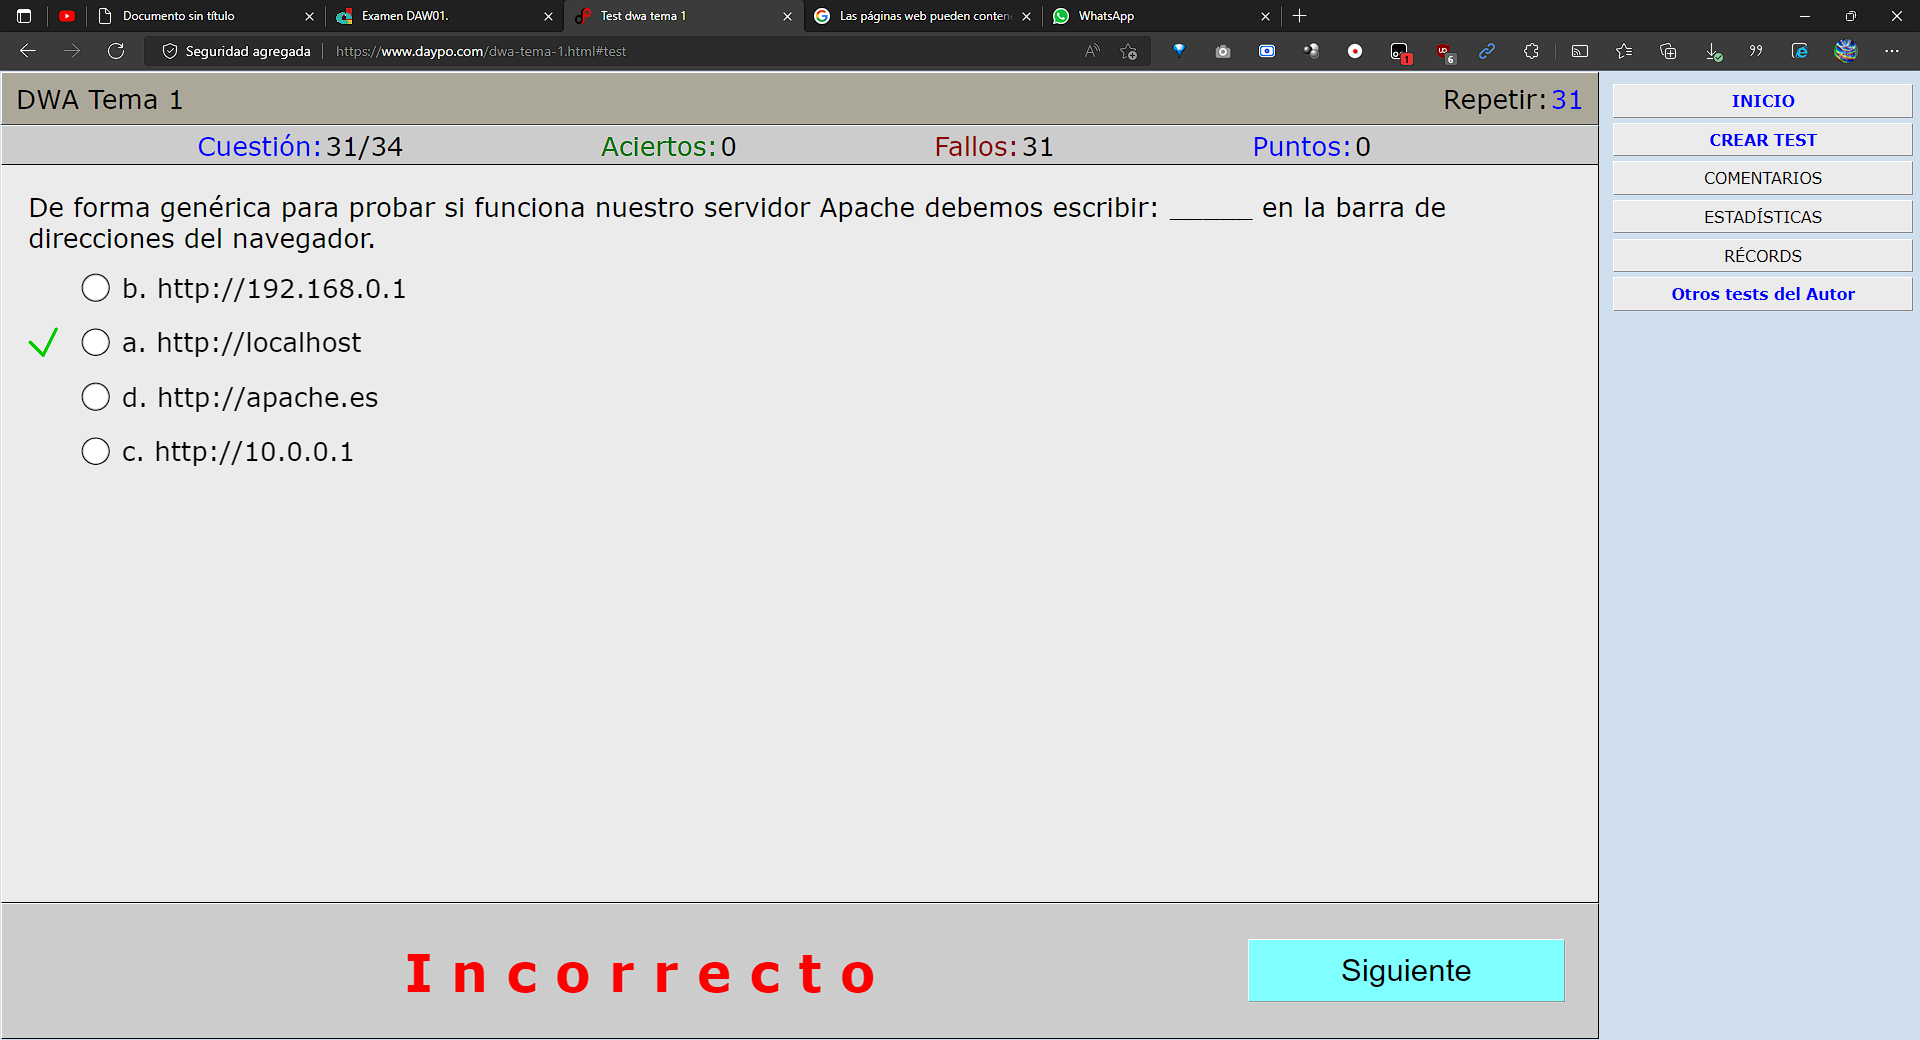 Documento sin título
Examen DAW01.
Test dwa tema 1
Las páginas web pueden conten
WhatsApp
Seguridad agregada
https://www.daypo.com/dwa-tema-1.html#test
1
6
DWA Tema 1
Repetir: 31
Cuestión: 31/34
Aciertos: 0
Fallos: 31
Puntos: 0
De forma genérica para probar si funciona nuestro servidor Apache debemos escribir: _____ en la barra de
direcciones del navegador.
b. http://192.168.0.1
a. http://localhost
d. http://apache.es
c. http://10.0.0.1
Incorrecto
Siguiente
INICIO
CREAR TEST
COMENTARIOS
ESTADÍSTICAS
RÉCORDS
Otros tests del Autor